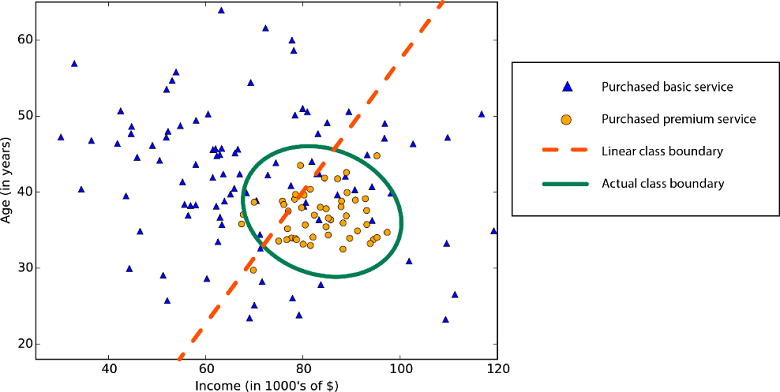 60
50
40
30
20
Age (in years)
40
60
80
100
120
Income (in 1000's of $)
Purchased basic service
Purchased premium service
Linear class boundary
Actual class boundary